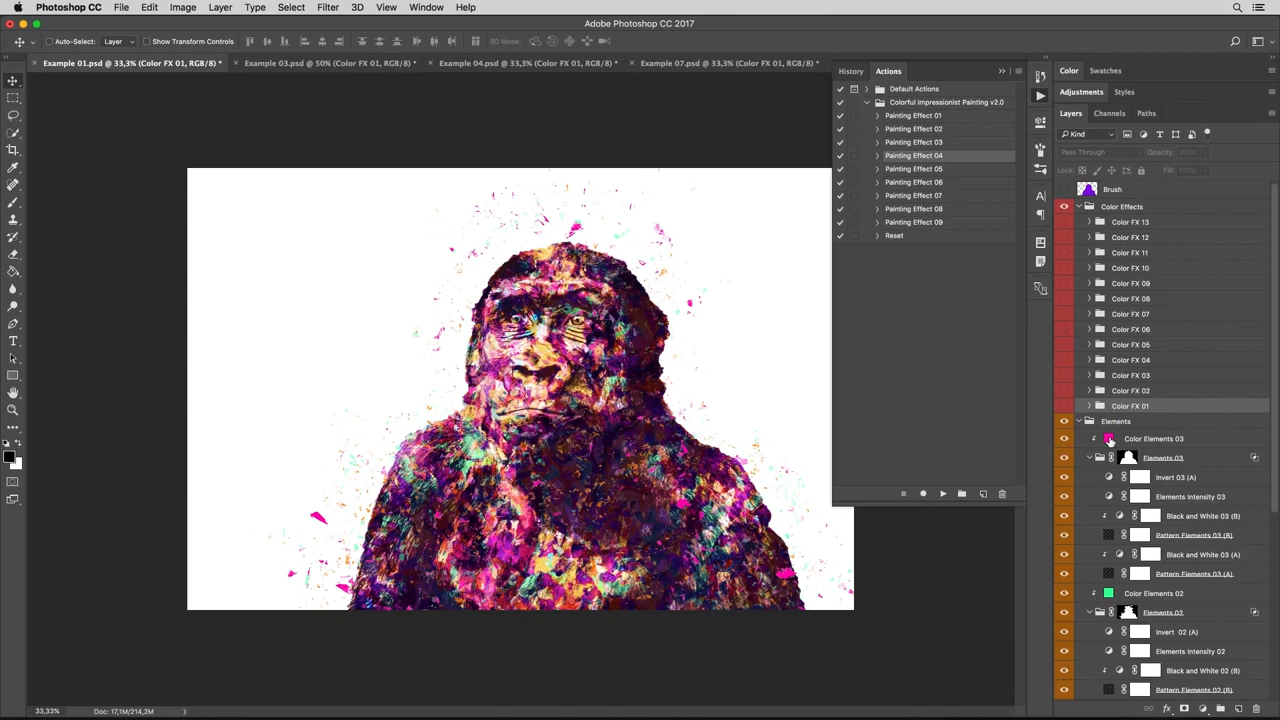 Photoshop CC File Edit Image Layer Type Select Filter 3D View Window Help
Adobe Photoshop CC 2017
Auto-Select: Layer Show Transform Controls 3D Mode:
Example 01.psd @ 33,3% (Color FX 01, RGB/8) * Example 03.psd @ 50% (Color FX 01, RGB/8) * Example 04.psd @ 33,3% (Color FX 01, RGB/8) * Example 07.psd @ 33,3% (Color FX 01, RGB/8) *
History Actions
Default Actions
Colorful Impressionist Painting v2.0
Painting Effect 01
Painting Effect 02
Painting Effect 03
Painting Effect 04
Painting Effect 05
Painting Effect 06
Painting Effect 07
Painting Effect 08
Painting Effect 09
Reset
Color Swatches
Adjustments Styles
Layers Channels Paths
Kind
Pass Through Opacity: 100%
Lock: Fill: 100%
Brush
Color Effects
Color FX 13
Color FX 12
Color FX 11
Color FX 10
Color FX 09
Color FX 08
Color FX 07
Color FX 06
Color FX 05
Color FX 04
Color FX 03
Color FX 02
Color FX 01
Elements
Color Elements 03
Elements 03
Invert 03 (A)
Elements Intensity 03
Black and White 03 (B)
Pattern Elements 03 (B)
Black and White 03 (A)
Pattern Elements 03 (A)
Color Elements 02
Elements 02
Invert 02 (A)
Elements Intensity 02
Black and White 02 (B)
Pattern Elements 02 (B)
33,33% Doc: 17,1M/214,2M